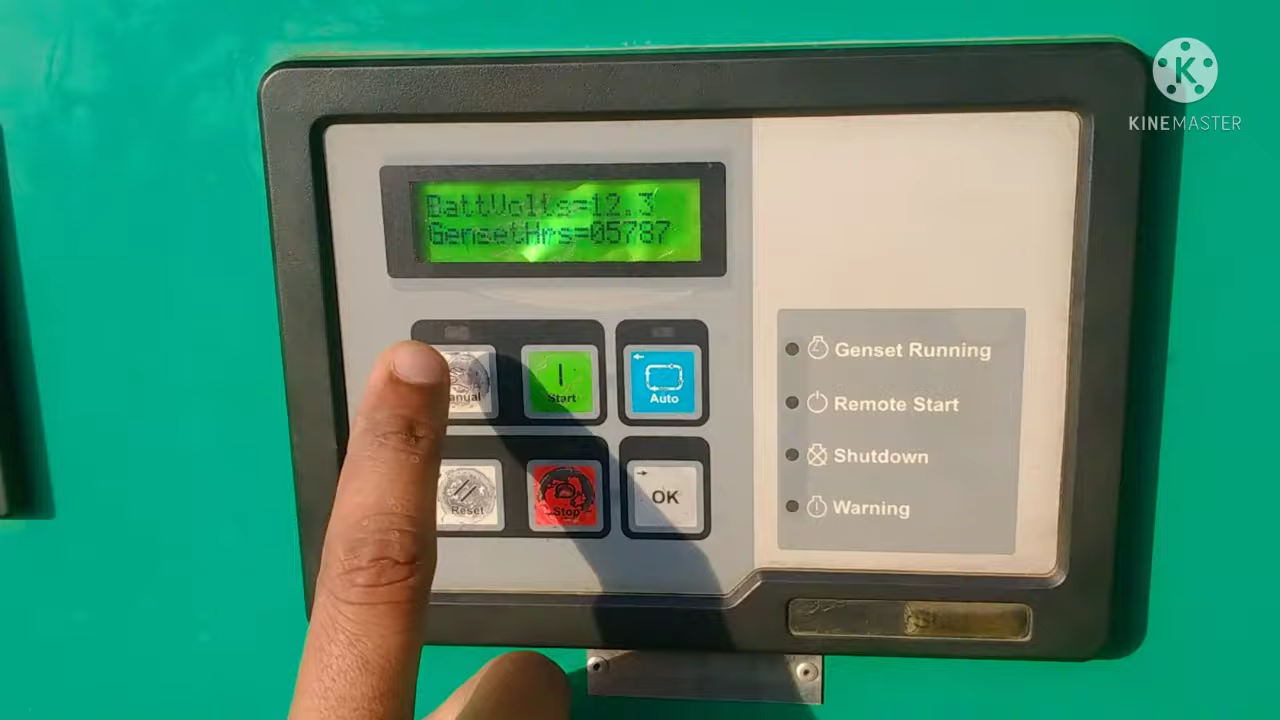 KINEMASTER
BattVolts=12.3
GensetHrs=05787
Start
Auto
Reset
Stop
OK
Genset Running
Remote Start
Shutdown
Warning